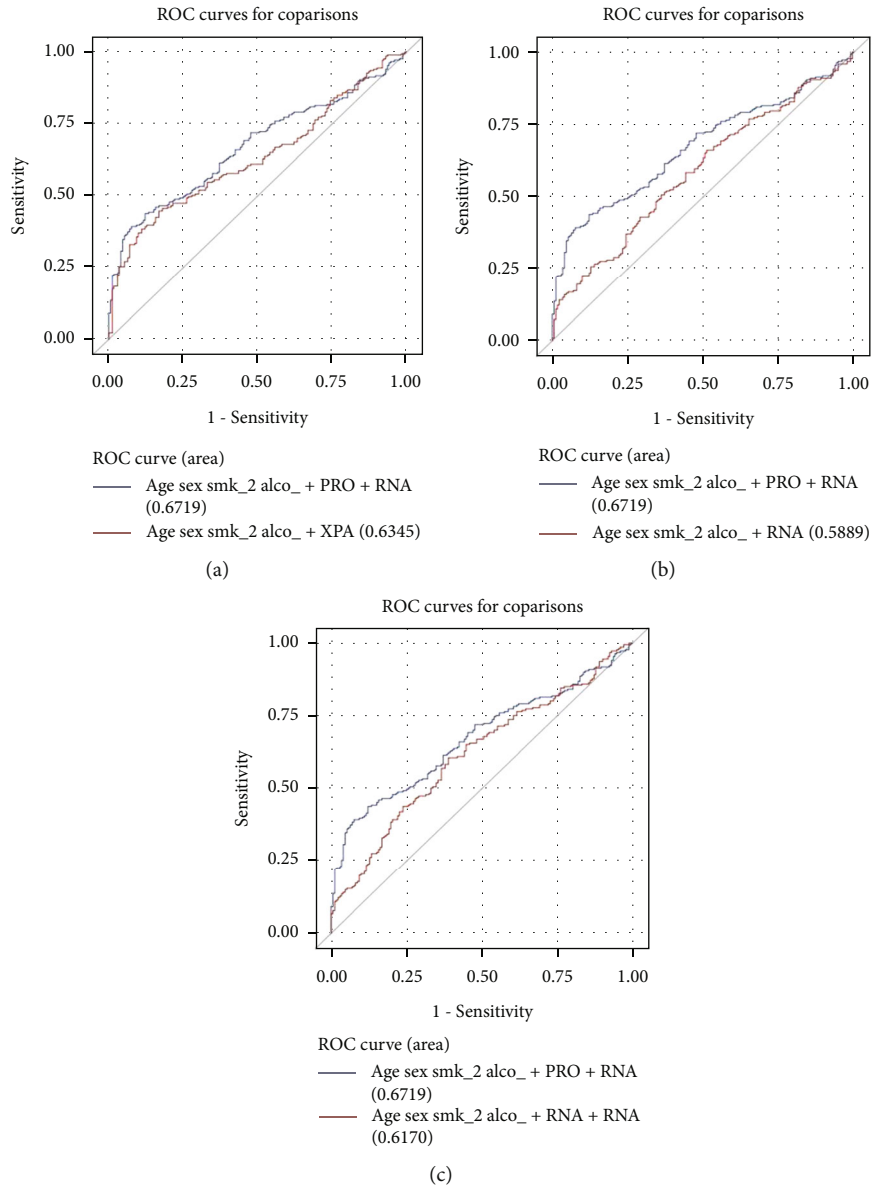 ROC curves for coparisons
1.00
0.75
0.50
0.25
0.00
Sensitivity
0.00 0.25 0.50 0.75 1.00
1 - Sensitivity
ROC curve (area)
Age sex smk_2 alco_ + PRO + RNA
(0.6719)
Age sex smk_2 alco_ + XPA (0.6345)
(a)
ROC curves for coparisons
1.00
0.75
0.50
0.25
0.00
Sensitivity
0.00 0.25 0.50 0.75 1.00
1 - Sensitivity
ROC curve (area)
Age sex smk_2 alco_ + PRO + RNA
(0.6719)
Age sex smk_2 alco_ + RNA (0.5889)
(b)
ROC curves for coparisons
1.00
0.75
0.50
0.25
0.00
Sensitivity
0.00 0.25 0.50 0.75 1.00
1 - Sensitivity
ROC curve (area)
Age sex smk_2 alco_ + PRO + RNA
(0.6719)
Age sex smk_2 alco_ + RNA + RNA
(0.6170)
(c)